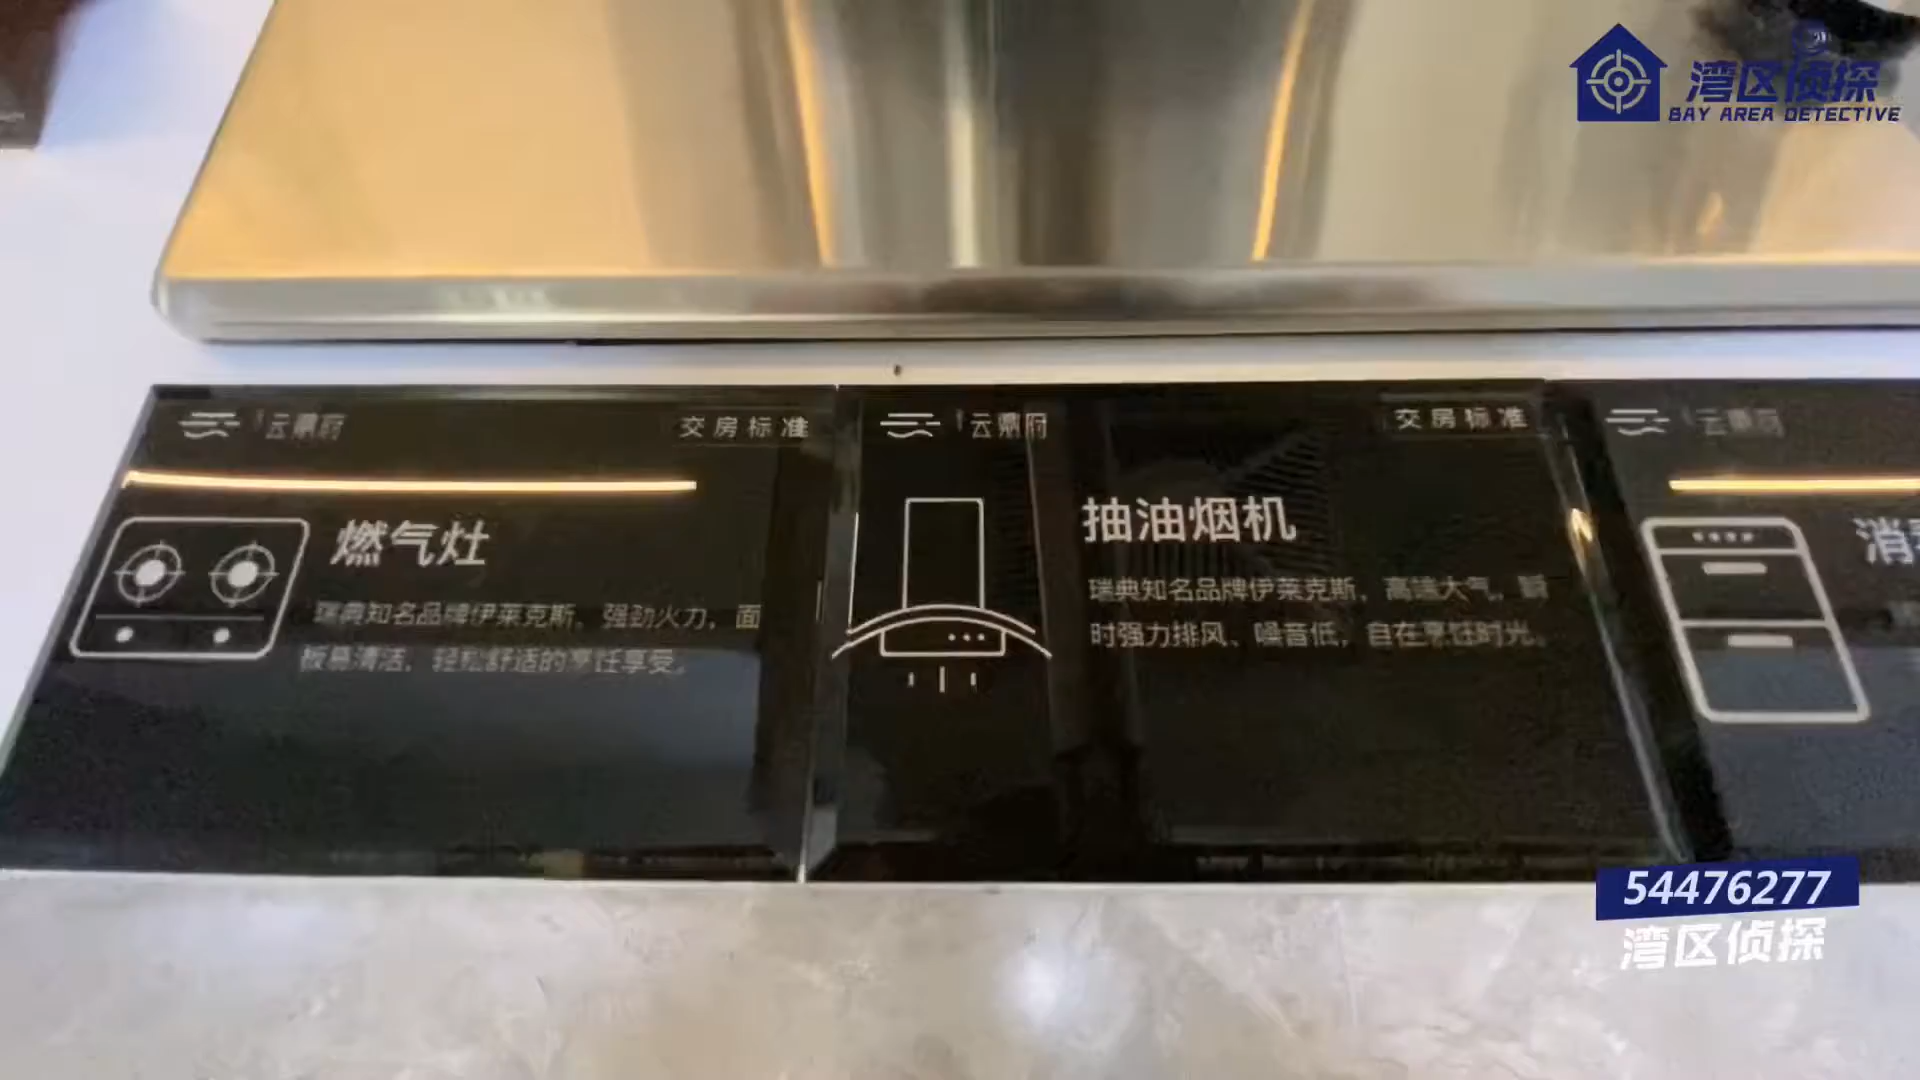 湾区侦探
BAY AREA DETECTIVE
云鼎府
交房标准
燃气灶
瑞典知名品牌伊莱克斯，强劲火力，面
板易清洁，轻松舒适的烹饪享受。
云鼎府
交房标准
抽油烟机
瑞典知名品牌伊莱克斯，高端大气，瞬
时强力排风、噪音低，自在烹饪时光。
云鼎府
消
54476277
湾区侦探